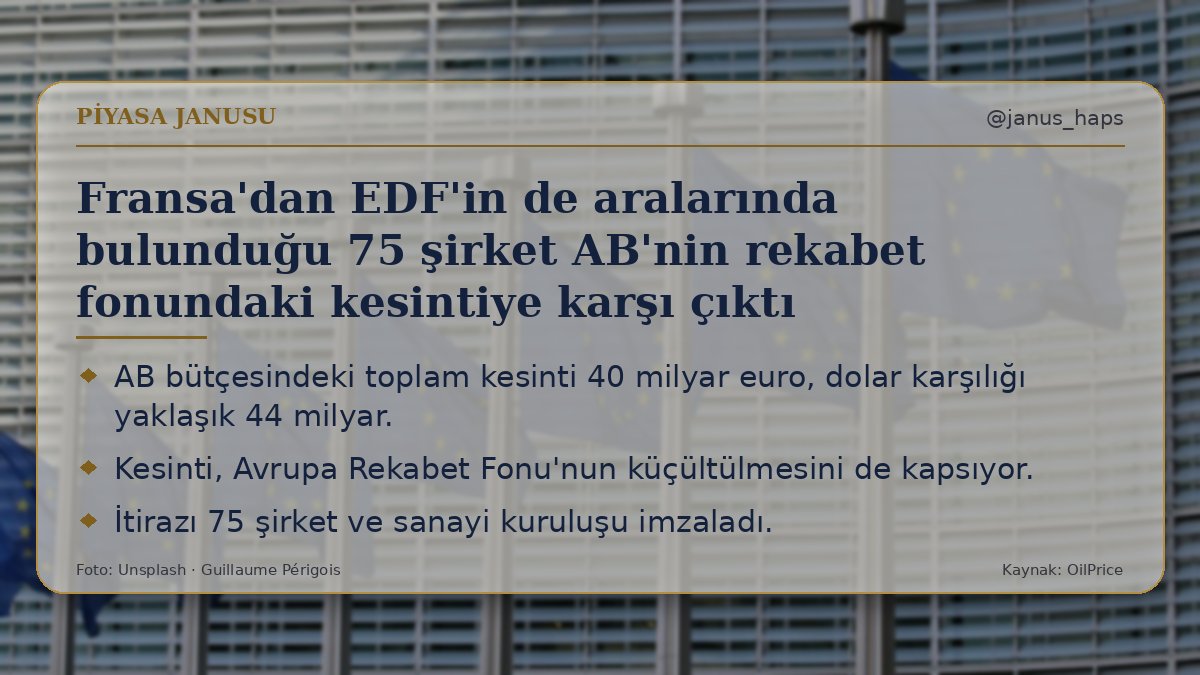 PİYASA JANUSU
@janus_haps
Fransa'dan EDF'in de aralarında
bulunduğu 75 şirket AB'nin rekabet
fonundaki kesintiye karşı çıktı
AB bütçesindeki toplam kesinti 40 milyar euro, dolar karşılığı
yaklaşık 44 milyar.
Kesinti, Avrupa Rekabet Fonu'nun küçültülmesini de kapsıyor.
İtirazı 75 şirket ve sanayi kuruluşu imzaladı.
Foto: Unsplash · Guillaume Périgois
Kaynak: OilPrice